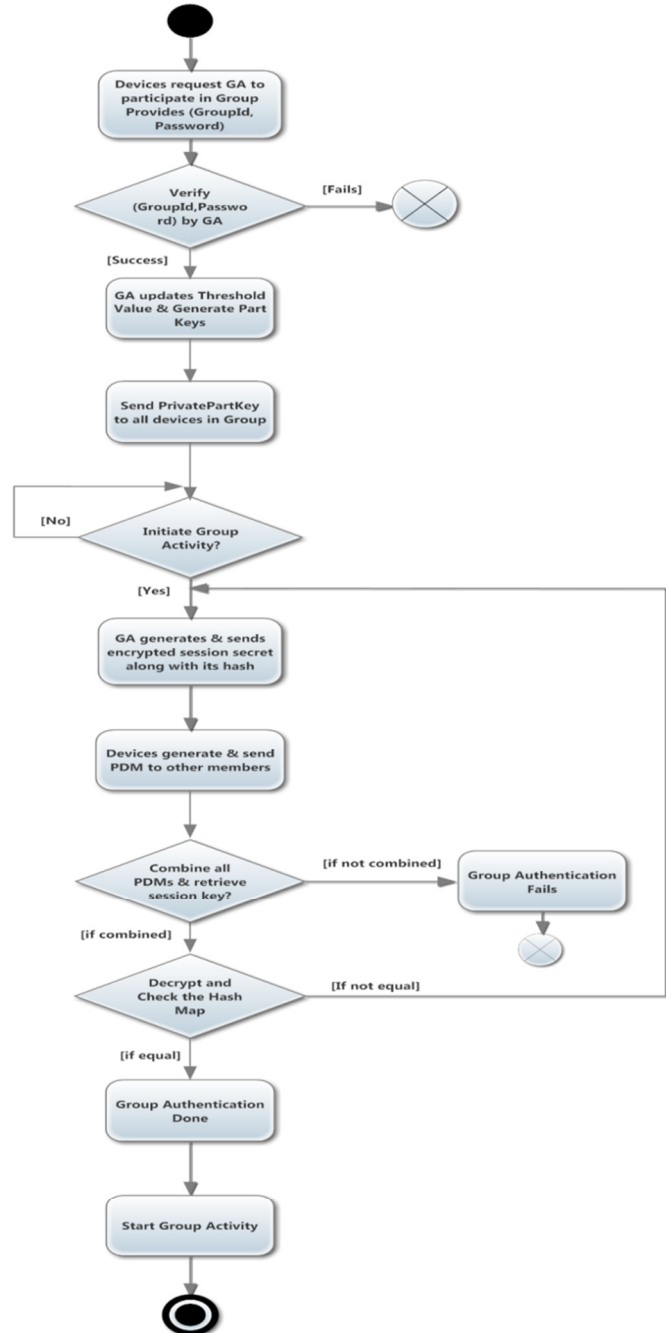 Devices request GA to
participate in Group
Provides (GroupId,
Password)
Verify
(GroupId,Passwo
rd) by GA
[Fails]
[Success]
GA updates Threshold
Value & Generate Part
Keys
Send PrivatePartKey
to all devices in Group
[No]
Initiate Group
Activity?
[Yes]
GA generates & sends
encrypted session secret
along with its hash
Devices generate & send
PDM to other members
Combine all
PDMs & retrieve
session key?
[if not combined]
Group Authentication
Fails
[if combined]
Decrypt and
Check the Hash
Map
[If not equal]
[if equal]
Group Authentication
Done
Start Group Activity